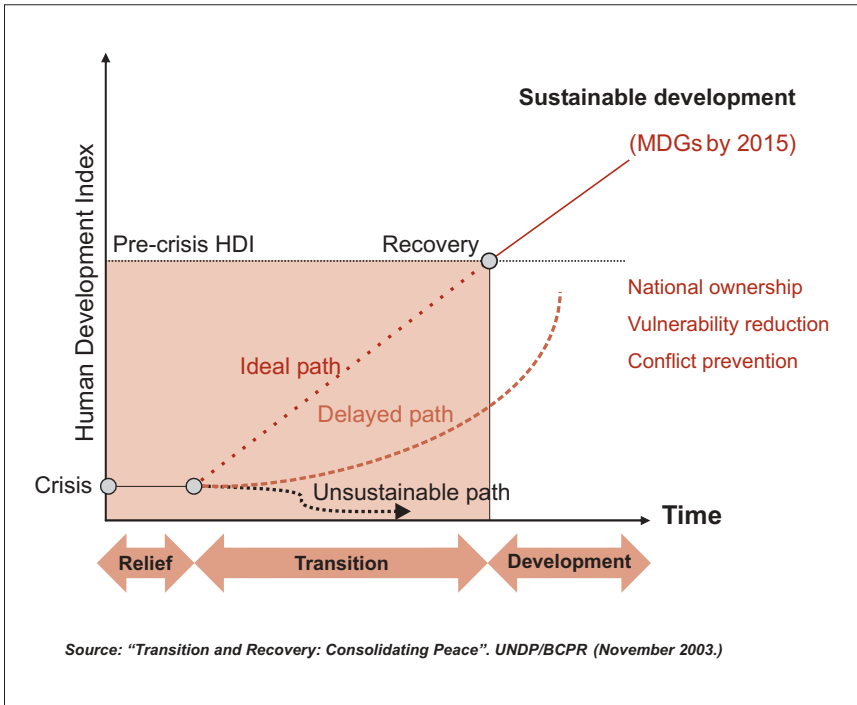 Sustainable development
(MDGs by 2015)
Human Development Index
Pre-crisis HDI
Recovery
National ownership
Vulnerability reduction
Conflict prevention
Ideal path
Delayed path
Crisis
Unsustainable path
Time
Relief
Transition
Development
Source: “Transition and Recovery: Consolidating Peace”. UNDP/BCPR (November 2003.)